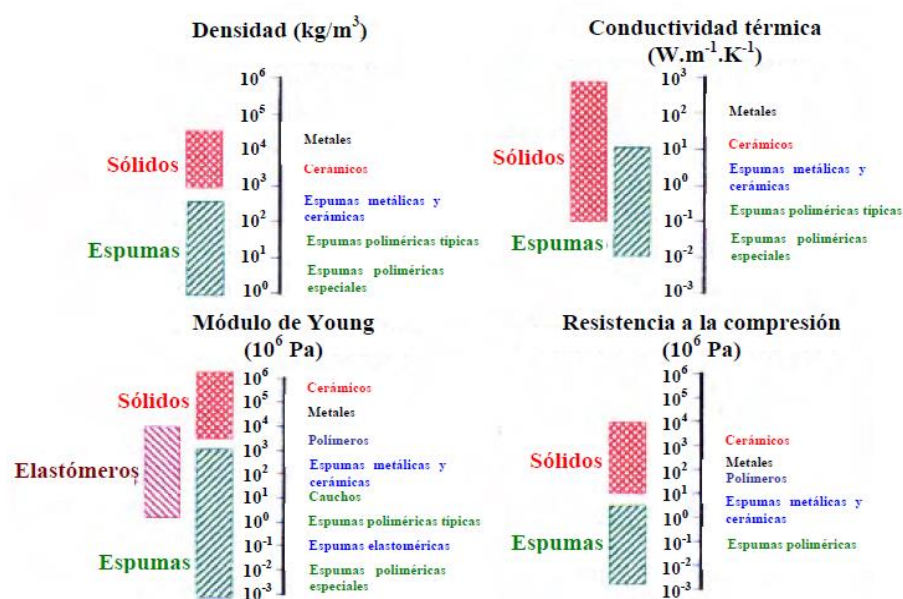 Densidad (kg/m³)
10⁶
10⁵
10⁴
10³
10²
10¹
10⁰
Sólidos
Espumas
Metales
Cerámicos
Espumas metálicas y
cerámicas
Espumas poliméricas típicas
Espumas poliméricas
especiales
Conductividad térmica
(W.m⁻¹.K⁻¹)
10³
10²
10¹
10⁰
10⁻¹
10⁻²
10⁻³
Sólidos
Espumas
Metales
Cerámicos
Espumas metálicas y
cerámicas
Espumas poliméricas típicas
Espumas poliméricas
especiales
Módulo de Young
(10⁶ Pa)
10⁶
10⁵
10⁴
10³
10²
10¹
10⁰
10⁻¹
10⁻²
10⁻³
Sólidos
Elastómeros
Espumas
Cerámicos
Metales
Polímeros
Espumas metálicas y
cerámicas
Cauchos
Espumas poliméricas típicas
Espumas elastoméricas
Espumas poliméricas
especiales
Resistencia a la compresión
(10⁶ Pa)
10⁶
10⁵
10⁴
10³
10²
10¹
10⁰
10⁻¹
10⁻²
10⁻³
Sólidos
Espumas
Cerámicos
Metales
Polímeros
Espumas metálicas y
cerámicas
Espumas poliméricas